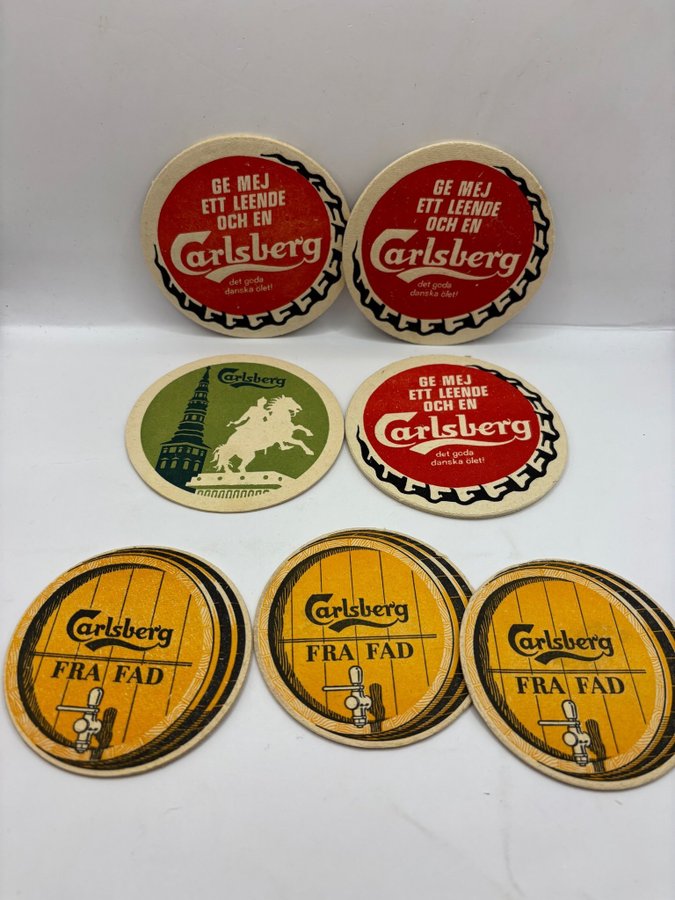 GE MEJ
ETT LEENDE
OCH EN
Carlsberg
det goda
danska ölet!
GE MEJ
ETT LEENDE
OCH EN
Carlsberg
det goda
danska ölet!
Carlsberg
GE MEJ
ETT LEENDE
OCH EN
Carlsberg
det goda
danska ölet!
Carlsberg
FRA FAD
Carlsberg
FRA FAD
Carlsberg
FRA FAD